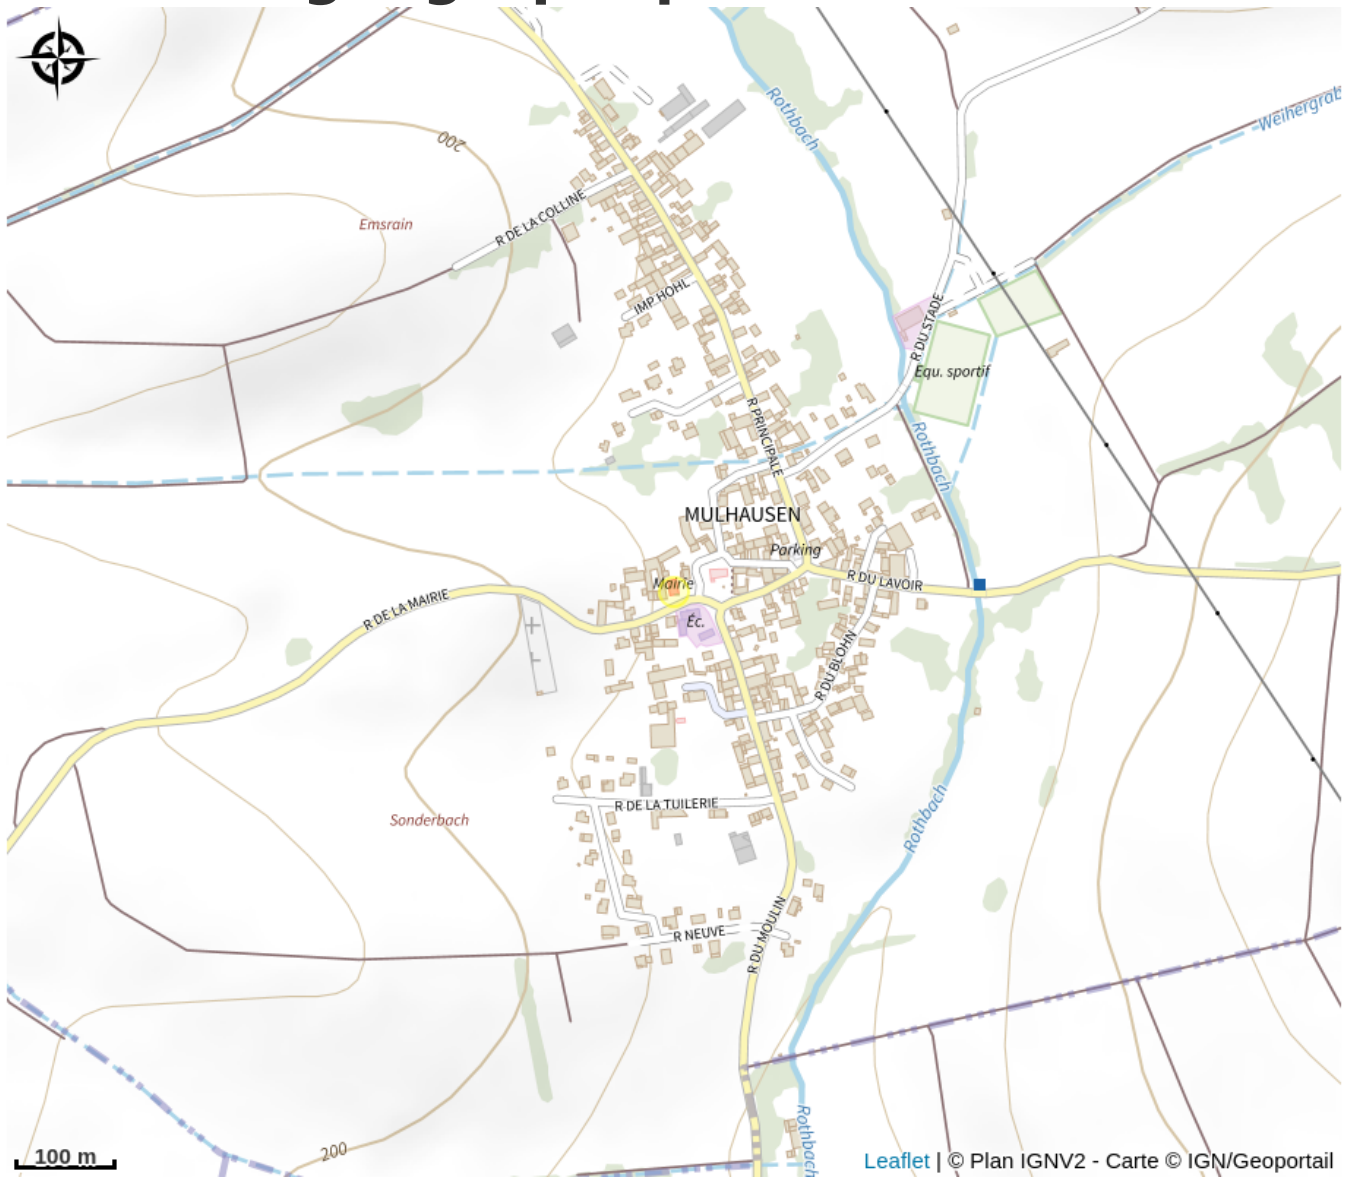 Rothbach
Weihergrab
200
R DE LA COLLINE
Emsrain
IMP HOHL
R DU STADE
Equ. sportif
R PRINCIPALE
Rothbach
MULHAUSEN
Parking
Mairie
R DU LAVOIR
R DE LA MAIRIE
Éc.
R DU BLOHN
R DE LA TUILERIE
Sonderbach
Rothbach
R NEUVE
R DU MOULIN
Rothbach
200
100 m
Leaflet | © Plan IGNV2 - Carte © IGN/Geoportail